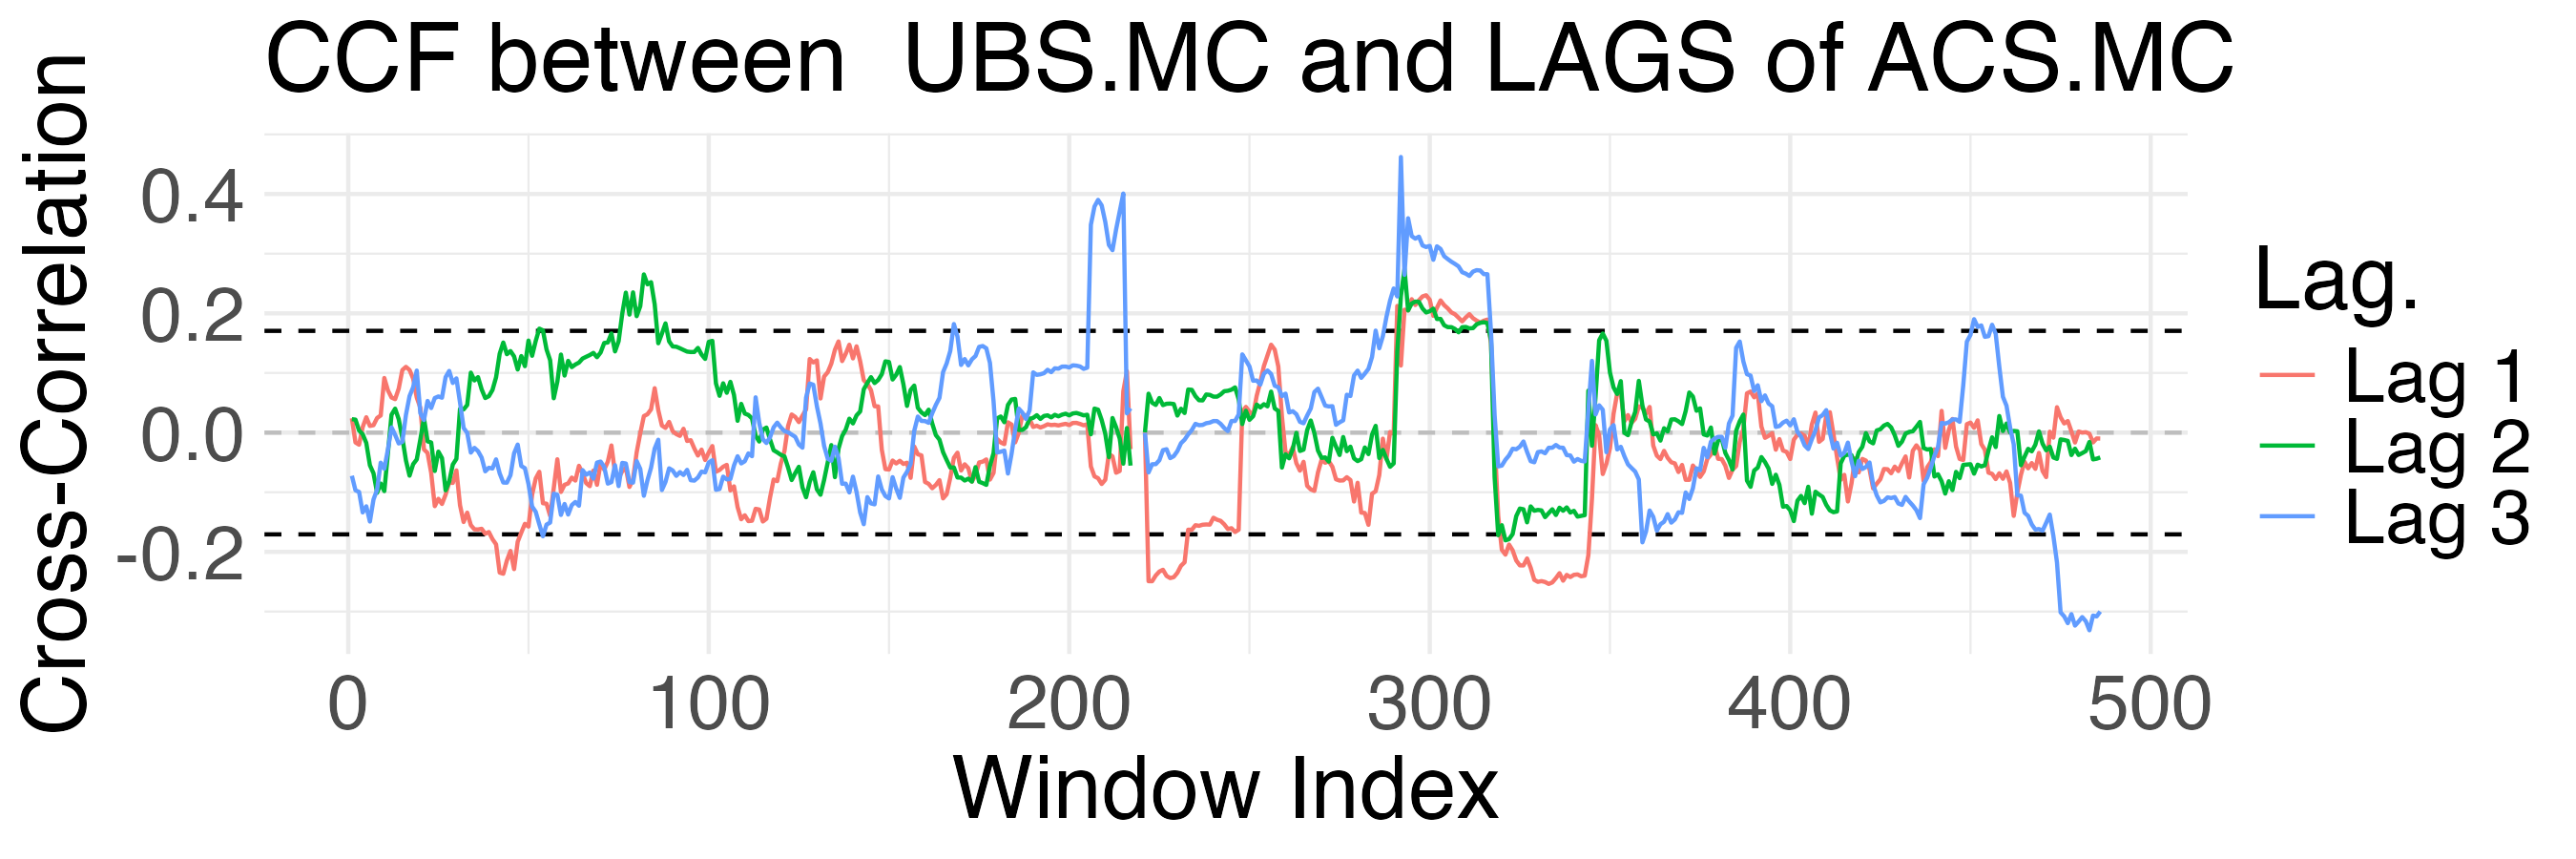 CCF between  UBS.MC and LAGS of ACS.MC
Cross-Correlation
0.4
0.2
0.0
-0.2
0 100 200 300 400 500
Window Index
Lag.
Lag 1
Lag 2
Lag 3